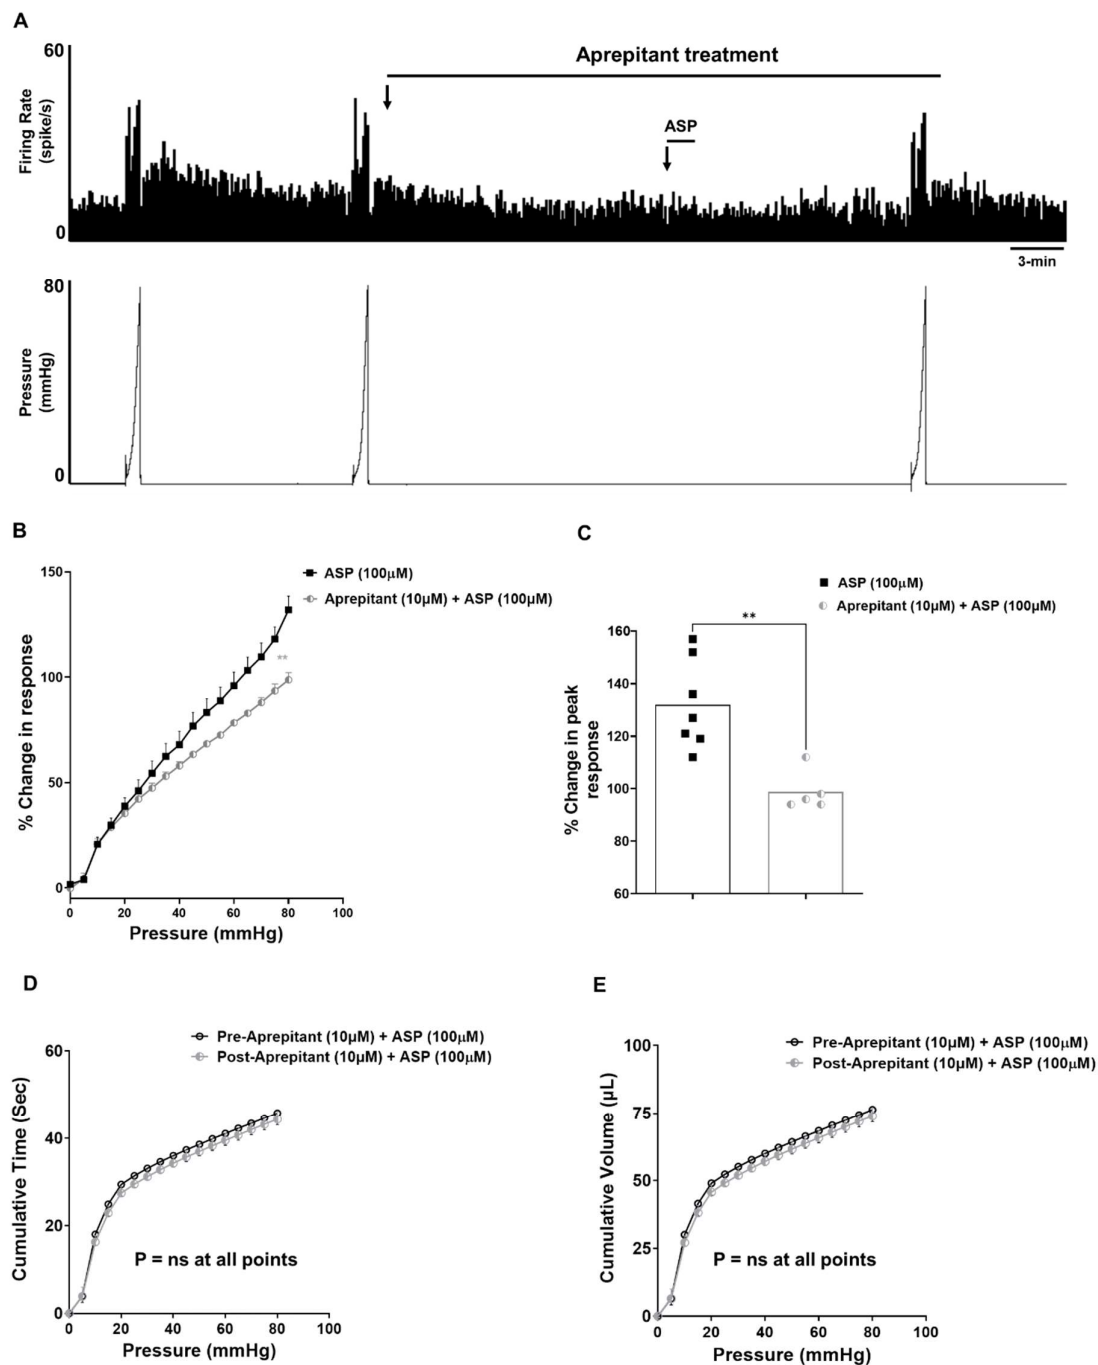 A
60
Aprepitant treatment
Firing Rate
(spike/s)
ASP
0
3-min
80
Pressure
(mmHg)
0
B
150
ASP (100μM)
Aprepitant (10μM) + ASP (100μM)
100
**
50
0
% Change in response
0 20 40 60 80 100
Pressure (mmHg)
C
ASP (100μM)
Aprepitant (10μM) + ASP (100μM)
160
**
140
120
100
80
60
% Change in peak
response
D
Pre-Aprepitant (10μM) + ASP (100μM)
Post-Aprepitant (10μM) + ASP (100μM)
60
40
20
0
Cumulative Time (Sec)
P = ns at all points
0 20 40 60 80 100
Pressure (mmHg)
E
Pre-Aprepitant (10μM) + ASP (100μM)
Post-Aprepitant (10μM) + ASP (100μM)
100
75
50
25
0
Cumulative Volume (μL)
P = ns at all points
0 20 40 60 80 100
Pressure (mmHg)